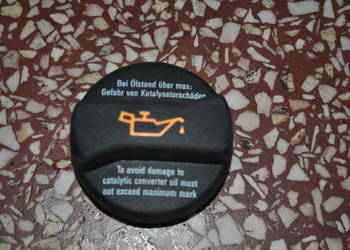 Bei Ölstand über max:
Gefahr von Katalysatorschäden
To avoid damage to
catalytic converter oil must
not exceed maximum mark